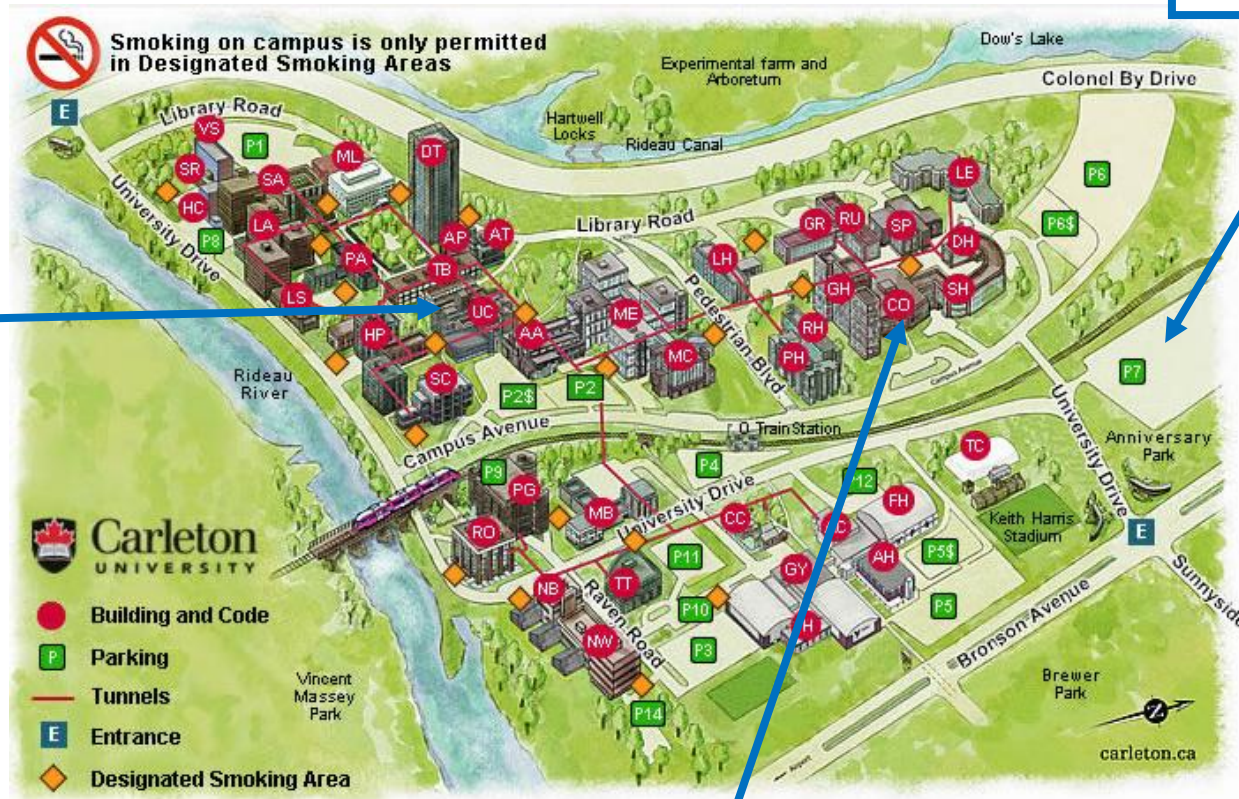 Smoking on campus is only permitted
in Designated Smoking Areas
Dow's Lake
Experimental farm and
Arboretum
Colonel By Drive
E
Library Road
Hartwell
Locks
Rideau Canal
VS
P1
ML
DT
SR
SA
LE
P6
HC
University Drive
Library Road
GR
RU
SP
P6$
LA
P8
AP
AT
PA
TB
LH
DH
Pedestrian Blvd.
GH
SH
LS
UC
ME
CO
HP
AA
RH
MC
PH
Rideau
River
SC
P2$
P2
Campus Avenue
P7
Campus Avenue
Train Station
University Drive
Anniversary
Park
TC
P9
PG
P4
P12
FH
MB
University Drive
CC
Keith Harris
Stadium
E
RO
P11
AH
P5$
Sunnyside
Carleton
UNIVERSITY
NB
TT
GY
P10
P5
Raven Road
Bronson Avenue
Building and Code
NW
P3
H
P Parking
Vincent
Massey
Park
Brewer
Park
Tunnels
P14
Z
E Entrance
carleton.ca
Airport
Designated Smoking Area